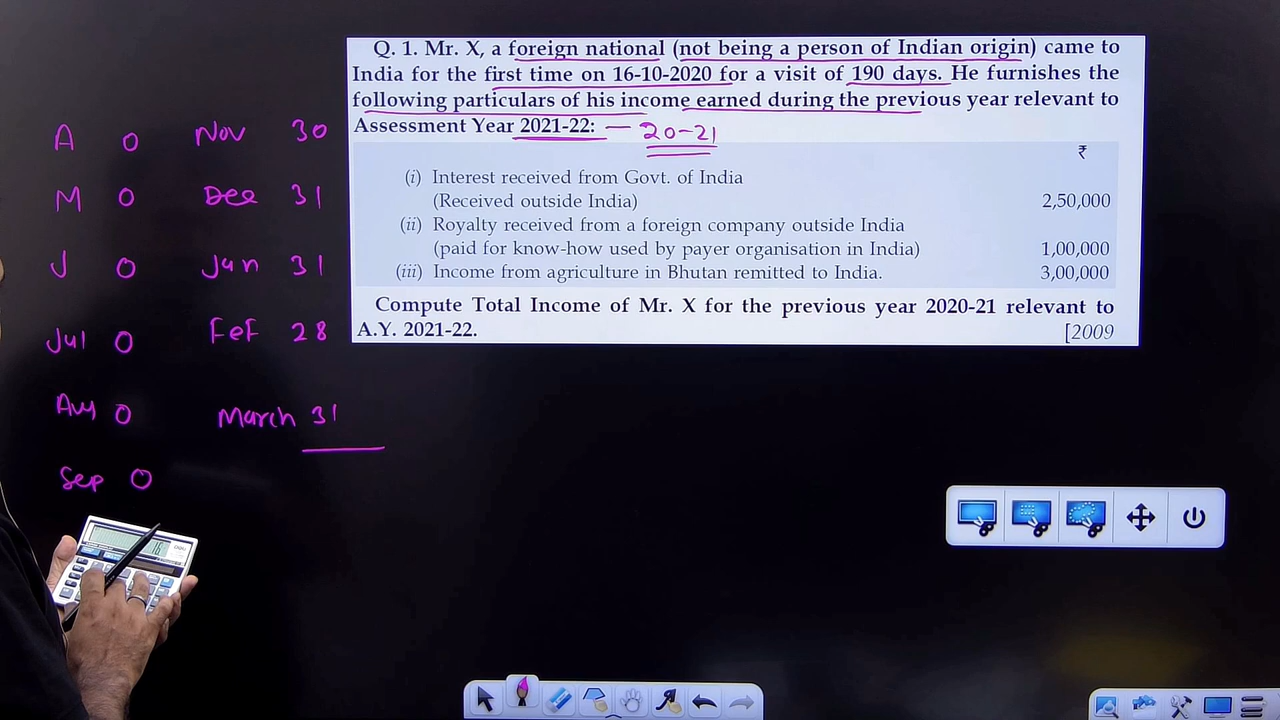 Q. 1. Mr. X, a foreign national (not being a person of Indian origin) came to
India for the first time on 16-10-2020 for a visit of 190 days. He furnishes the
following particulars of his income earned during the previous year relevant to
Assessment Year 2021-22: — 20-21
₹
(i) Interest received from Govt. of India
(Received outside India) 2,50,000
(ii) Royalty received from a foreign company outside India
(paid for know-how used by payer organisation in India) 1,00,000
(iii) Income from agriculture in Bhutan remitted to India. 3,00,000
Compute Total Income of Mr. X for the previous year 2020-21 relevant to
A.Y. 2021-22. [2009
A 0 Nov 30
M 0 Dec 31
J 0 Jan 31
Jul 0 Fef 28
Aug 0 March 31
Sep 0
16